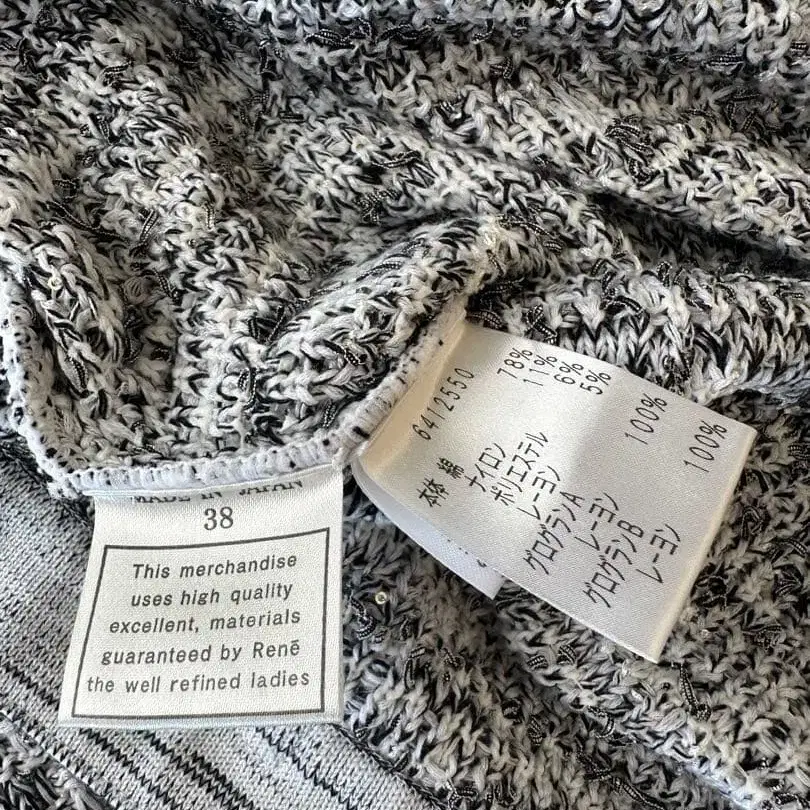 MADE IN JAPAN
38
This merchandise
uses high quality
excellent, materials
guaranteed by René
the well refined ladies
6412550
本体 綿 78%
ナイロン 11%
ポリエステル 6%
レーヨン 5%
グログランA
レーヨン 100%
グログランB
レーヨン 100%